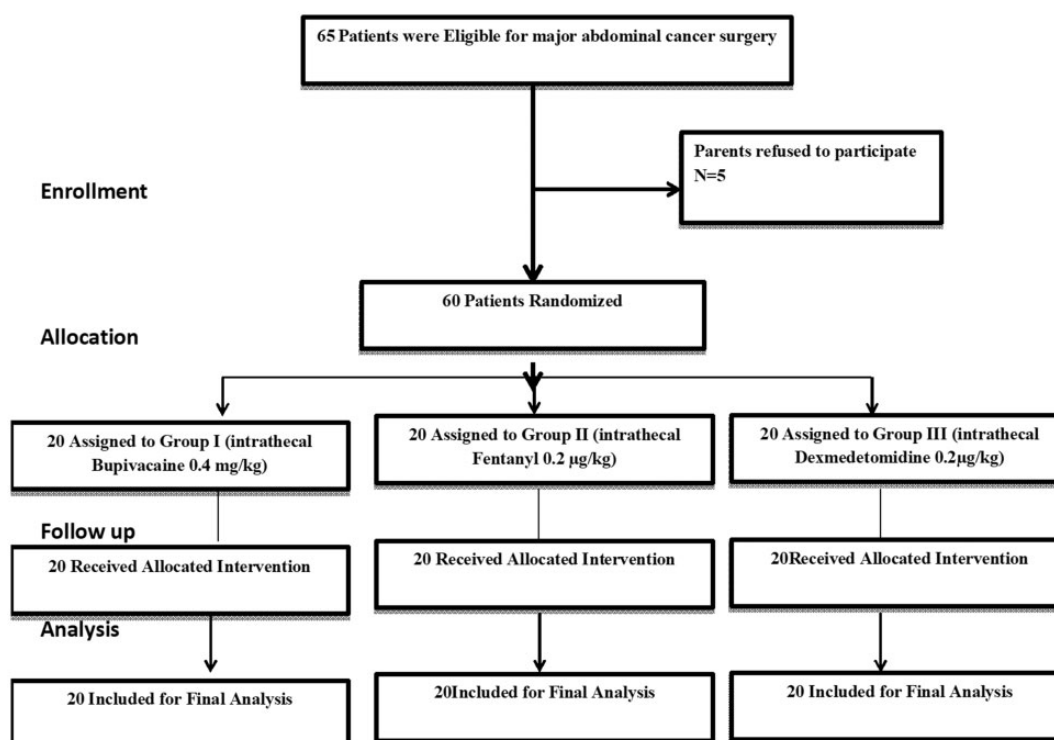 65 Patients were Eligible for major abdominal cancer surgery
Parents refused to participate
N=5
Enrollment
60 Patients Randomized
Allocation
20 Assigned to Group I (intrathecal
Bupivacaine 0.4 mg/kg)
20 Assigned to Group II (intrathecal
Fentanyl 0.2 µg/kg)
20 Assigned to Group III (intrathecal
Dexmedetomidine 0.2µg/kg)
Follow up
20 Received Allocated Intervention
20 Received Allocated Intervention
20Received Allocated Intervention
Analysis
20 Included for Final Analysis
20Included for Final Analysis
20 Included for Final Analysis